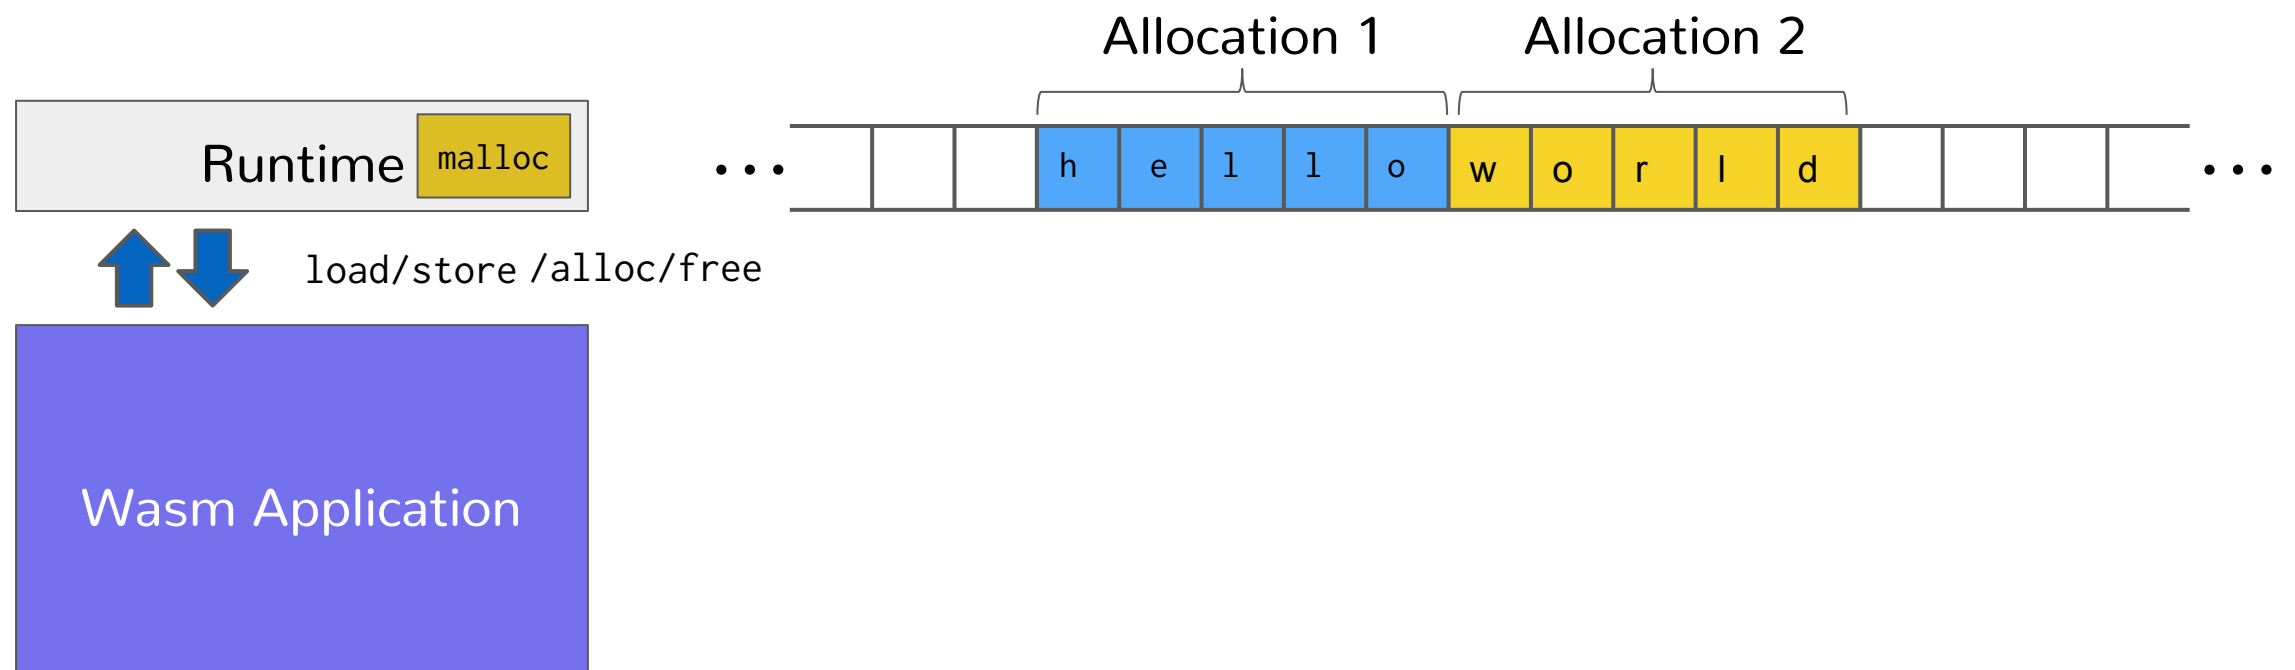 Allocation 1 Allocation 2
Runtime malloc ... h e l l o w o r l d ...
load/store /alloc/free
Wasm Application